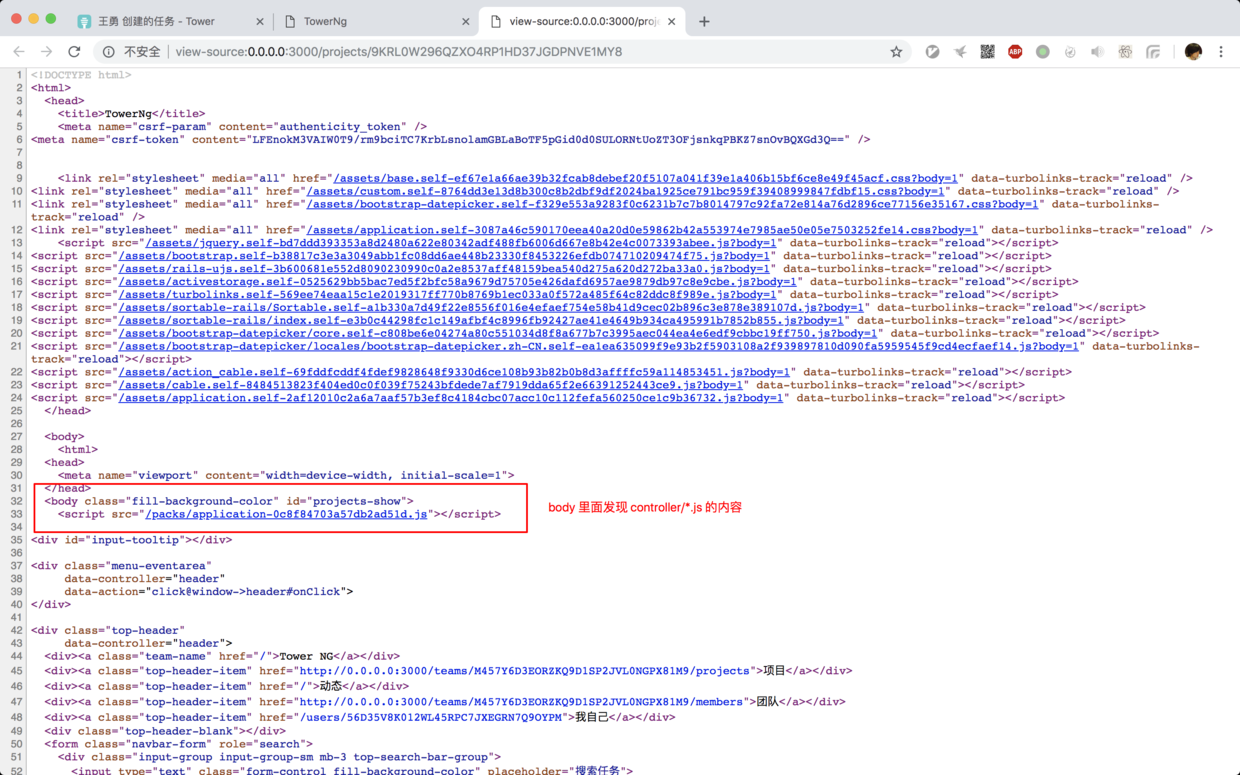 王勇 创建的任务 - Tower
TowerNg
view-source:0.0.0.0:3000/proj
不安全 view-source:0.0.0.0:3000/projects/9KRL0W296QZXO4RP1HD37JGDPNVE1MY8
ABP
1 <!DOCTYPE html>
2 <html>
3 <head>
4 <title>TowerNg</title>
5 <meta name="csrf-param" content="authenticity_token" />
6 <meta name="csrf-token" content="LFEnokM3VAIW0T9/rm9bciTC7KrbLsnolamGBLaBoTF5pGid0d0SULORNtUoZT3OFjsnkqPBKZ7snOvBQXGd3Q==" />
7
8
9 <link rel="stylesheet" media="all" href="/assets/base.self-ef67e1a66ae39b32fcab8debef20f5107a041f39e1a406b15bf6ce8e49f45acf.css?body=1" data-turbolinks-track="reload" />
10 <link rel="stylesheet" media="all" href="/assets/custom.self-8764dd3e13d8b300c8b2dbf9df2024ba1925ce791bc959f39408999847fdbf15.css?body=1" data-turbolinks-track="reload" />
11 <link rel="stylesheet" media="all" href="/assets/bootstrap-datepicker.self-f329e553a9283f0c6231b7c7b8014797c92fa72e814a76d2896ce77156e35167.css?body=1" data-turbolinks-
track="reload" />
12 <link rel="stylesheet" media="all" href="/assets/application.self-3087a46c590170eea40a20d0e59862b42a553974e7985ae50e05e7503252fe14.css?body=1" data-turbolinks-track="reload" />
13 <script src="/assets/jquery.self-bd7ddd393353a8d2480a622e80342adf488fb6006d667e8b42e4c0073393abee.js?body=1" data-turbolinks-track="reload"></script>
14 <script src="/assets/bootstrap.self-b38817c3e3a3049abb1fc08dd6ae448b23330f8453226efdb074710209474f75.js?body=1" data-turbolinks-track="reload"></script>
15 <script src="/assets/rails-ujs.self-3b600681e552d8090230990c0a2e8537aff48159bea540d275a620d272ba33a0.js?body=1" data-turbolinks-track="reload"></script>
16 <script src="/assets/activestorage.self-0525629bb5bac7ed5f2bfc58a9679d75705e426dafd6957ae9879db97c8e9cbe.js?body=1" data-turbolinks-track="reload"></script>
17 <script src="/assets/turbolinks.self-569ee74eaa15c1e2019317ff770b8769b1ec033a0f572a485f64c82ddc8f989e.js?body=1" data-turbolinks-track="reload"></script>
18 <script src="/assets/sortable-rails/Sortable.self-a1b330a7d49f22e8556f016e4efaef754e58b41d9cec02b896c3e878e389107d.js?body=1" data-turbolinks-track="reload"></script>
19 <script src="/assets/sortable-rails/index.self-e3b0c44298fc1c149afbf4c8996fb92427ae41e4649b934ca495991b7852b855.js?body=1" data-turbolinks-track="reload"></script>
20 <script src="/assets/bootstrap-datepicker/core.self-c808be6e04274a80c551034d8f8a677b7c3995aec044ea4e6edf9cbbc19ff750.js?body=1" data-turbolinks-track="reload"></script>
21 <script src="/assets/bootstrap-datepicker/locales/bootstrap-datepicker.zh-CN.self-ea1ea635099f9e93b2f5903108a2f939897810d090fa5959545f9cd4ecfaef14.js?body=1" data-turbolinks-
track="reload"></script>
22 <script src="/assets/action_cable.self-69fddfcddf4fdef9828648f9330d6ce108b93b82b0b8d3affffc59a114853451.js?body=1" data-turbolinks-track="reload"></script>
23 <script src="/assets/cable.self-8484513823f404ed0c0f039f75243bfdede7af7919dda65f2e66391252443ce9.js?body=1" data-turbolinks-track="reload"></script>
24 <script src="/assets/application.self-2af12010c2a6a7aaf57b3ef8c4184cbc07acc10c112fefa560250ce1c9b36732.js?body=1" data-turbolinks-track="reload"></script>
25 </head>
26
27 <body>
28 <html>
29 <head>
30 <meta name="viewport" content="width=device-width, initial-scale=1">
31 </head>
32 <body class="fill-background-color" id="projects-show">
33 <script src="/packs/application-0c8f84703a57db2ad51d.js"></script>
body 里面发现 controller/*.js 的内容
34
35 <div id="input-tooltip"></div>
36
37 <div class="menu-eventarea"
38 data-controller="header"
39 data-action="click@window->header#onClick">
40 </div>
41
42 <div class="top-header"
43 data-controller="header">
44 <div><a class="team-name" href="/">Tower NG</a></div>
45 <div><a class="top-header-item" href="http://0.0.0.0:3000/teams/M457Y6D3EORZKQ9D1SP2JVL0NGPX81M9/projects">项目</a></div>
46 <div><a class="top-header-item" href="/">动态</a></div>
47 <div><a class="top-header-item" href="http://0.0.0.0:3000/teams/M457Y6D3EORZKQ9D1SP2JVL0NGPX81M9/members">团队</a></div>
48 <div><a class="top-header-item" href="/users/56D35V8K012WL45RPC7JXEGRN7Q9OYPM">我自己</a></div>
49 <div class="top-header-blank"></div>
50 <form class="navbar-form" role="search">
51 <div class="input-group input-group-sm mb-3 top-search-bar-group">
52 <input type="text" class="form-control fill-background-color" placeholder="搜索任务">